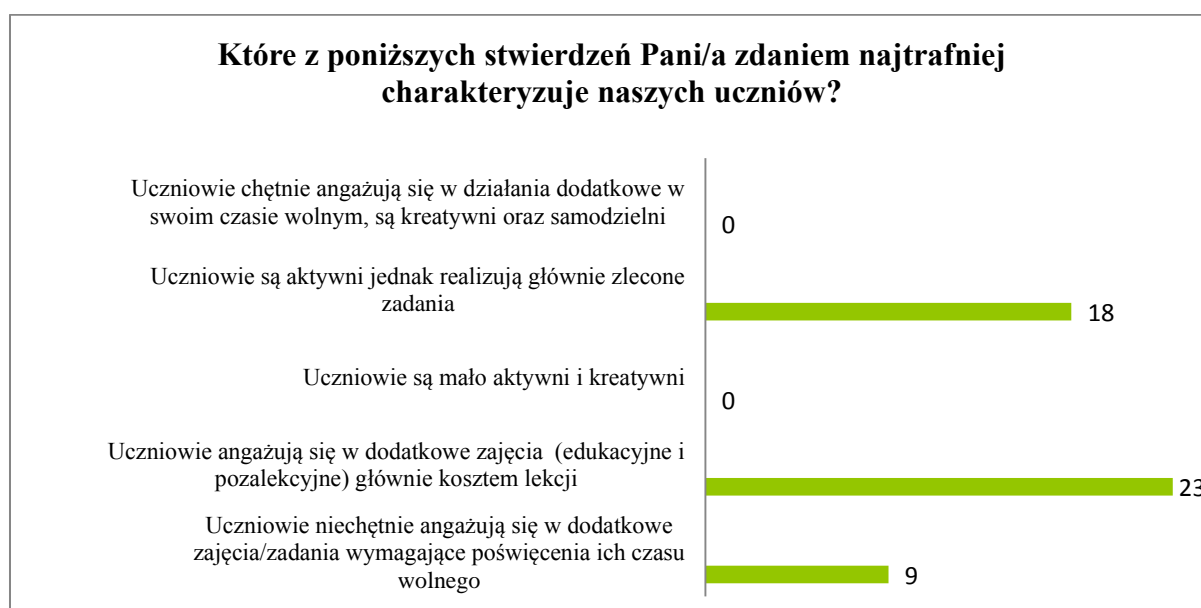 Które z poniższych stwierdzeń Pani/a zdaniem najtrafniej
charakteryzuje naszych uczniów?
Uczniowie chętnie angażują się w działania dodatkowe w
swoim czasie wolnym, są kreatywni oraz samodzielni
0
Uczniowie są aktywni jednak realizują głównie zlecone
zadania
18
Uczniowie są mało aktywni i kreatywni
0
Uczniowie angażują się w dodatkowe zajęcia (edukacyjne i
pozalekcyjne) głównie kosztem lekcji
23
Uczniowie niechętnie angażują się w dodatkowe
zajęcia/zadania wymagające poświęcenia ich czasu
wolnego
9